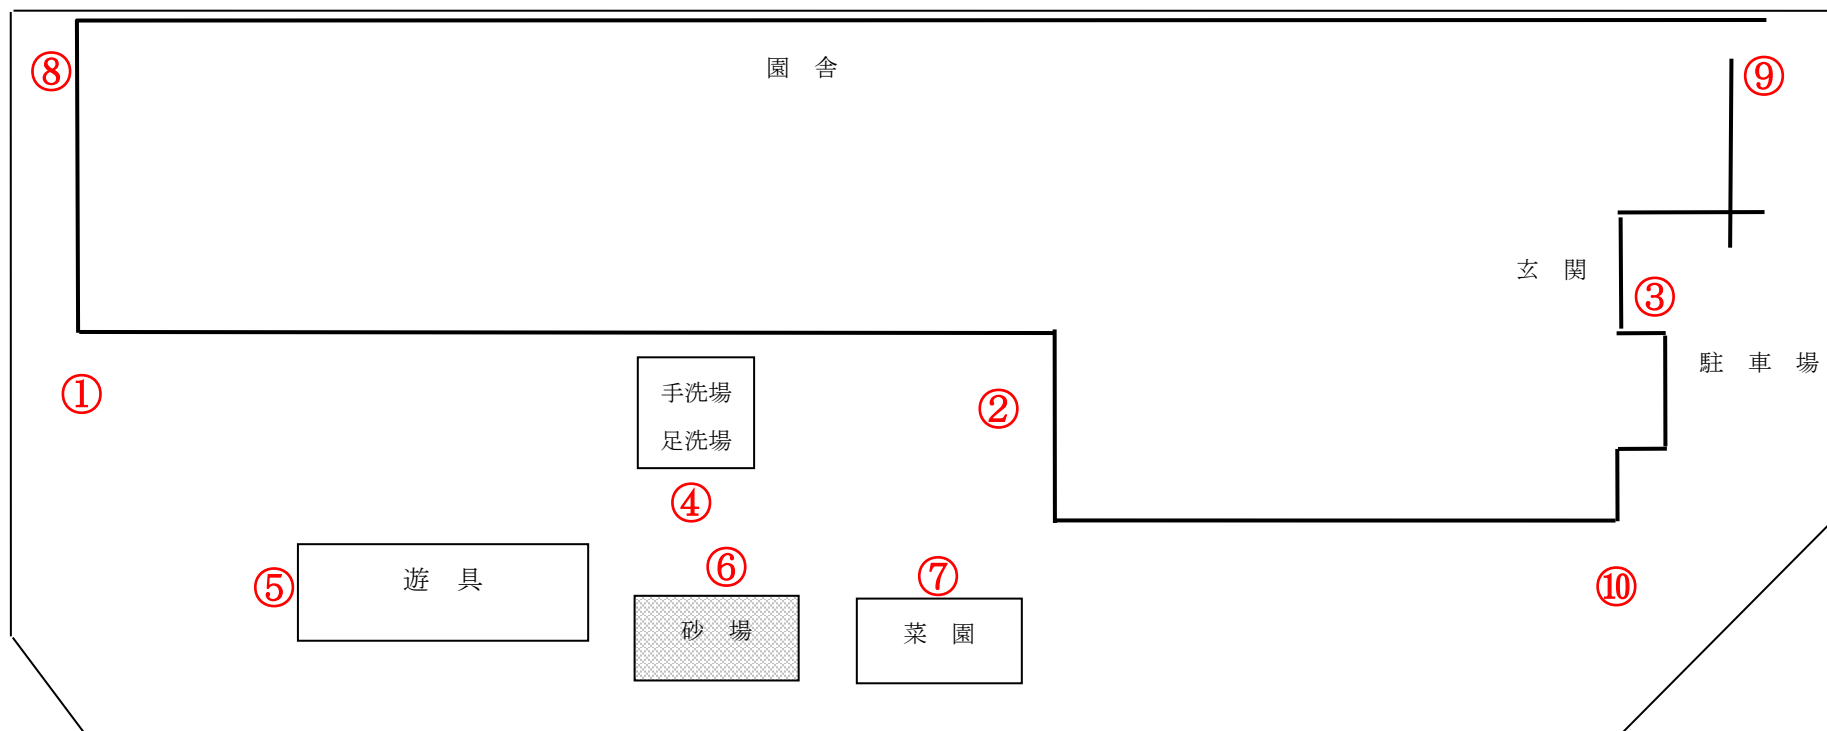 ⑧
園 舎
⑨
玄 関
③
駐 車 場
①
手洗場
足洗場
②
④
⑤
遊 具
⑥
砂 場
⑦
菜 園
⑩